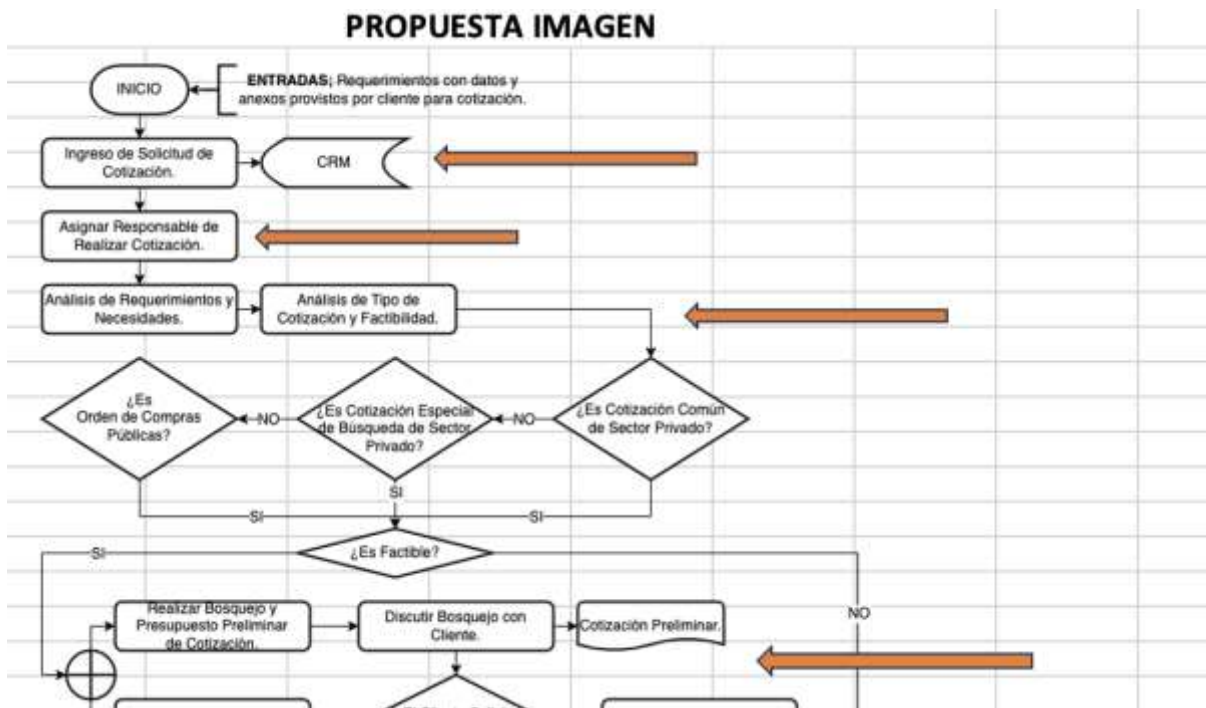 PROPUESTA IMAGEN
INICIO
ENTRADAS; Requerimientos con datos y
anexos provistos por cliente para cotización.
Ingreso de Solicitud de
Cotización.
CRM
Asignar Responsable de
Realizar Cotización.
Análisis de Requerimientos y
Necesidades.
Análisis de Tipo de
Cotización y Factibilidad.
¿Es
Orden de Compras
Públicas?
NO
¿Es Cotización Especial
de Búsqueda de Sector
Privado?
NO
¿Es Cotización Común
de Sector Privado?
SI
SI
SI
SI
¿Es Factible?
NO
Realizar Bosquejo y
Presupuesto Preliminar
de Cotización.
Discutir Bosquejo con
Cliente.
Cotización Preliminar.